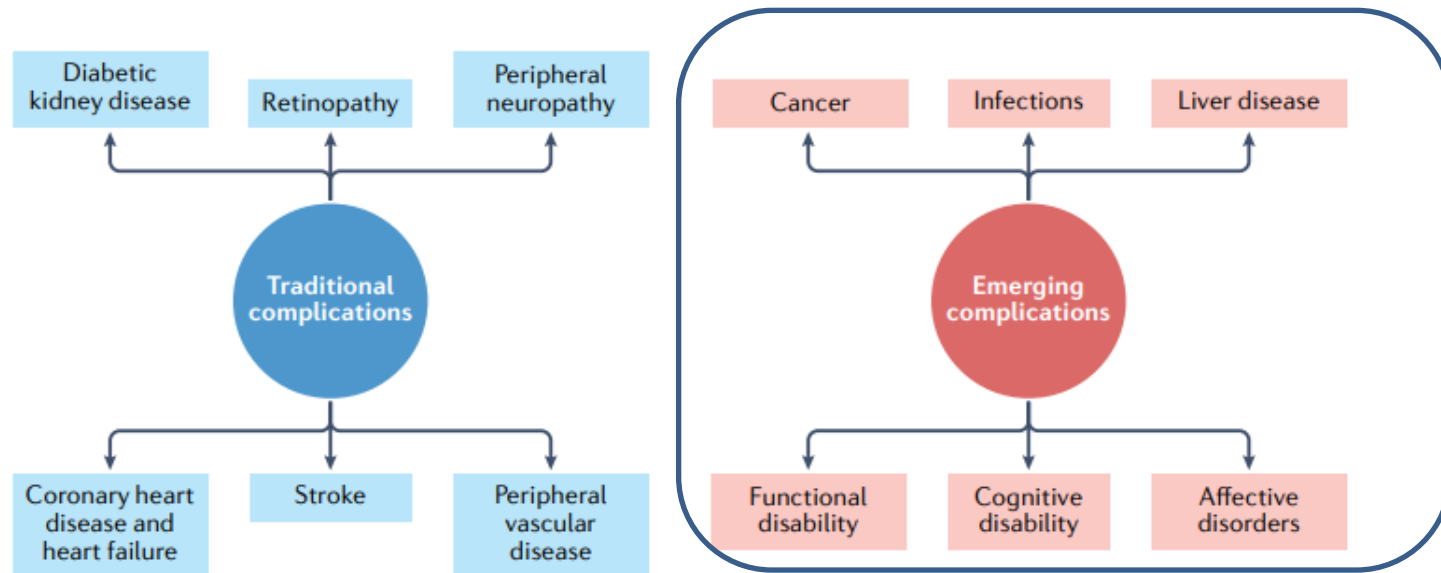 Diabetic
kidney disease
Retinopathy
Peripheral
neuropathy
Traditional
complications
Coronary heart
disease and
heart failure
Stroke
Peripheral
vascular
disease
Cancer
Infections
Liver disease
Emerging
complications
Functional
disability
Cognitive
disability
Affective
disorders